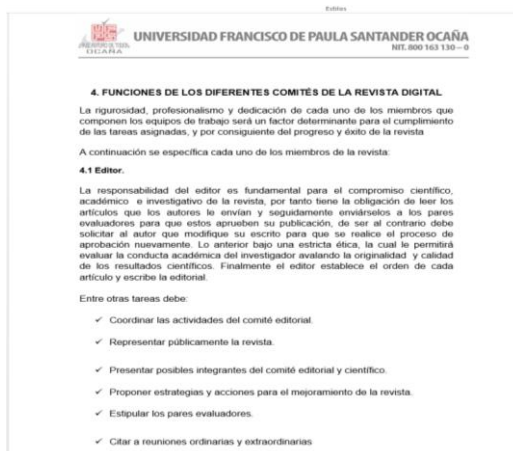 Editor
UNIVERSIDAD FRANCISCO DE PAULA SANTANDER OCAÑA
NIT. 800 163 130 – 0
OCAÑA
4. FUNCIONES DE LOS DIFERENTES COMITÉS DE LA REVISTA DIGITAL
La rigurosidad, profesionalismo y dedicación de cada uno de los miembros que
componen los equipos de trabajo será un factor determinante para el cumplimiento
de las tareas asignadas, y por consiguiente del progreso y éxito de la revista
A continuación se especifica cada uno de los miembros de la revista:
4.1 Editor.
La responsabilidad del editor es fundamental para el compromiso científico,
académico e investigativo de la revista, por tanto tiene la obligación de leer los
artículos que los autores le envían y seguidamente enviárselos a los pares
evaluadores para que estos aprueben su publicación, de ser al contrario debe
solicitar al autor que modifique su escrito para que se realice el proceso de
aprobación nuevamente. Lo anterior bajo una estricta ética, la cual le permitirá
evaluar la conducta académica del investigador avalando la originalidad y calidad
de los resultados científicos. Finalmente el editor establece el orden de cada
artículo y escribe la editorial.
Entre otras tareas debe:
✓ Coordinar las actividades del comité editorial.
✓ Representar públicamente la revista.
✓ Presentar posibles integrantes del comité editorial y científico.
✓ Proponer estrategias y acciones para el mejoramiento de la revista.
✓ Estipular los pares evaluadores.
✓ Citar a reuniones ordinarias y extraordinarias